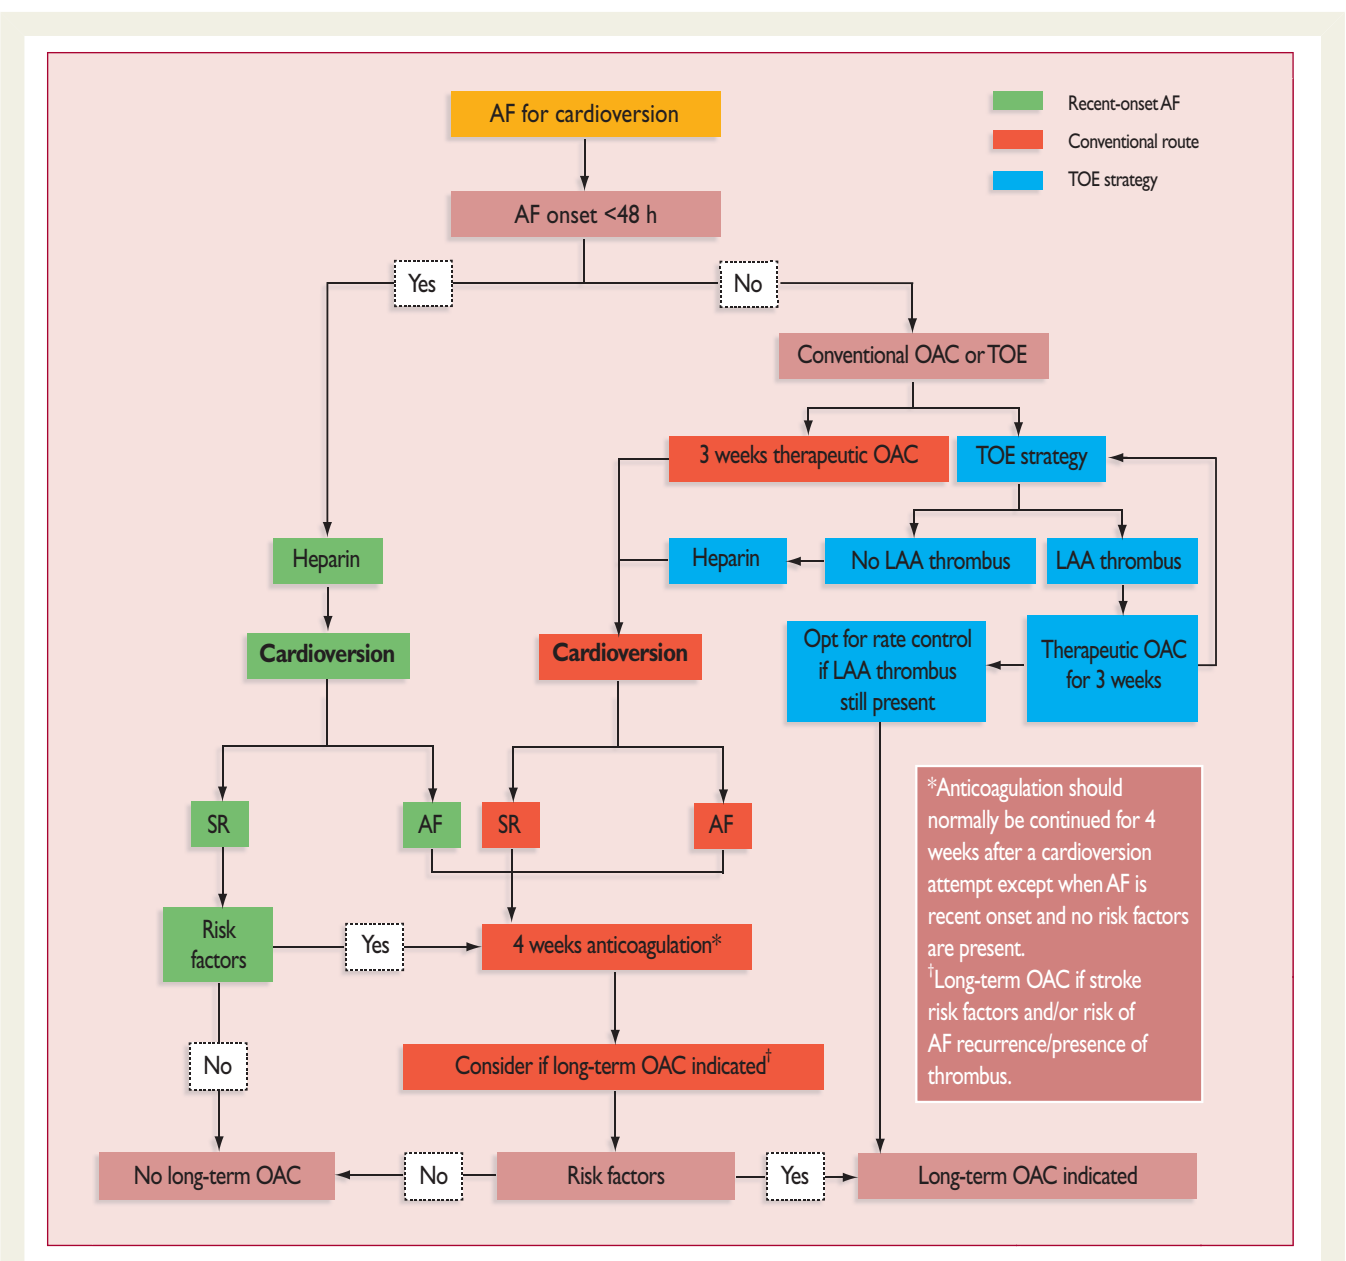 AF for cardioversion
Recent-onset AF
Conventional route
TOE strategy
AF onset <48 h
Yes
No
Conventional OAC or TOE
3 weeks therapeutic OAC
TOE strategy
Heparin
Heparin
No LAA thrombus
LAA thrombus
Cardioversion
Cardioversion
Opt for rate control
if LAA thrombus
still present
Therapeutic OAC
for 3 weeks
SR
AF
SR
AF
*Anticoagulation should
normally be continued for 4
weeks after a cardioversion
attempt except when AF is
recent onset and no risk factors
are present.
†Long-term OAC if stroke
risk factors and/or risk of
AF recurrence/presence of
thrombus.
Risk
factors
Yes
4 weeks anticoagulation*
No
Consider if long-term OAC indicated†
No long-term OAC
No
Risk factors
Yes
Long-term OAC indicated